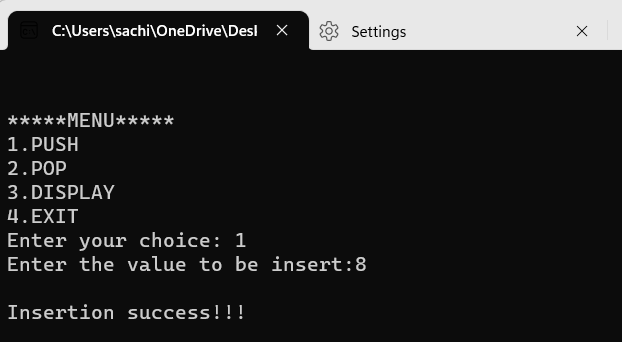 C:\Users\sachi\OneDrive\Desl
Settings
*****MENU*****
1.PUSH
2.POP
3.DISPLAY
4.EXIT
Enter your choice: 1
Enter the value to be insert:8
Insertion success!!!